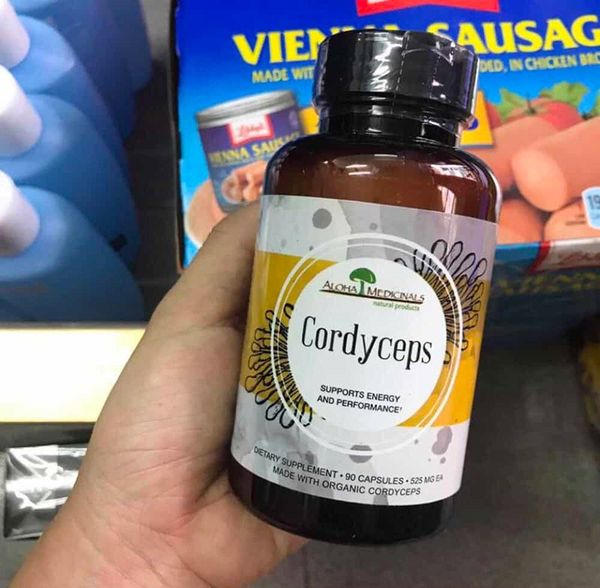 VIENNA SAUSAG
MADE WIT
DED, IN CHICKEN BRO
Libby's
VIENNA SAUSAGE
ALOHA MEDICINALS
natural products
Cordyceps
SUPPORTS ENERGY
AND PERFORMANCE†
DIETARY SUPPLEMENT • 90 CAPSULES • 525 MG EA
MADE WITH ORGANIC CORDYCEPS